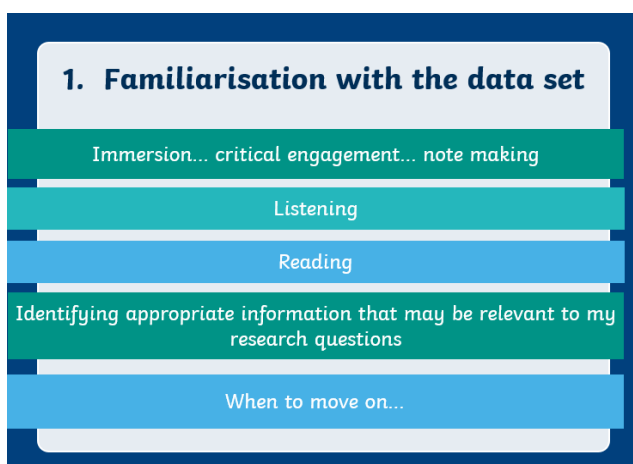 1. Familiarisation with the data set
Immersion... critical engagement... note making
Listening
Reading
Identifying appropriate information that may be relevant to my
research questions
When to move on...